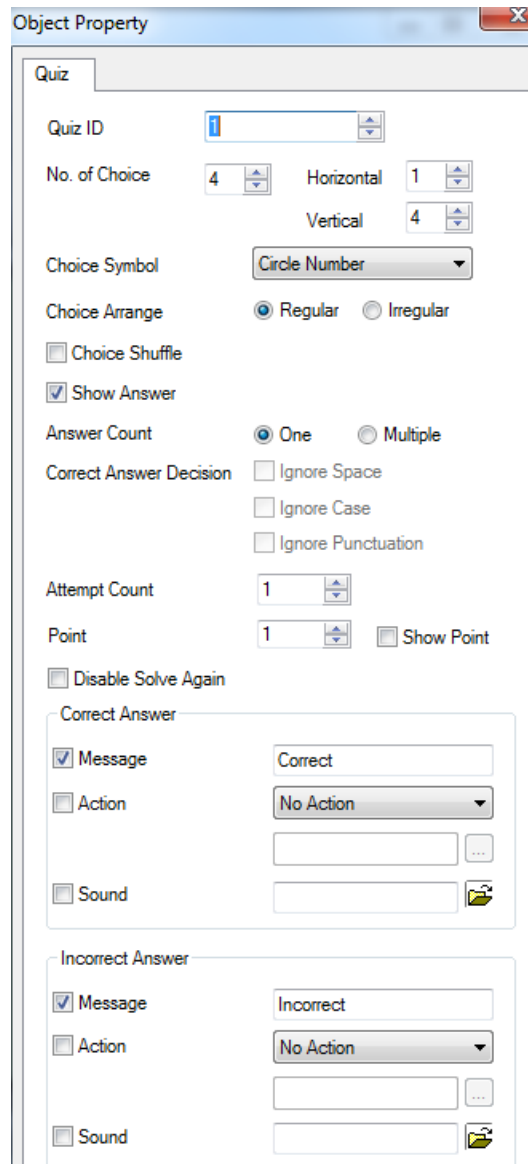 Object Property
Quiz
Quiz ID 1
No. of Choice 4 Horizontal 1
Vertical 4
Choice Symbol Circle Number
Choice Arrange Regular Irregular
Choice Shuffle
Show Answer
Answer Count One Multiple
Correct Answer Decision Ignore Space
Ignore Case
Ignore Punctuation
Attempt Count 1
Point 1 Show Point
Disable Solve Again
Correct Answer
Message Correct
Action No Action
...
Sound
Incorrect Answer
Message Incorrect
Action No Action
...
Sound